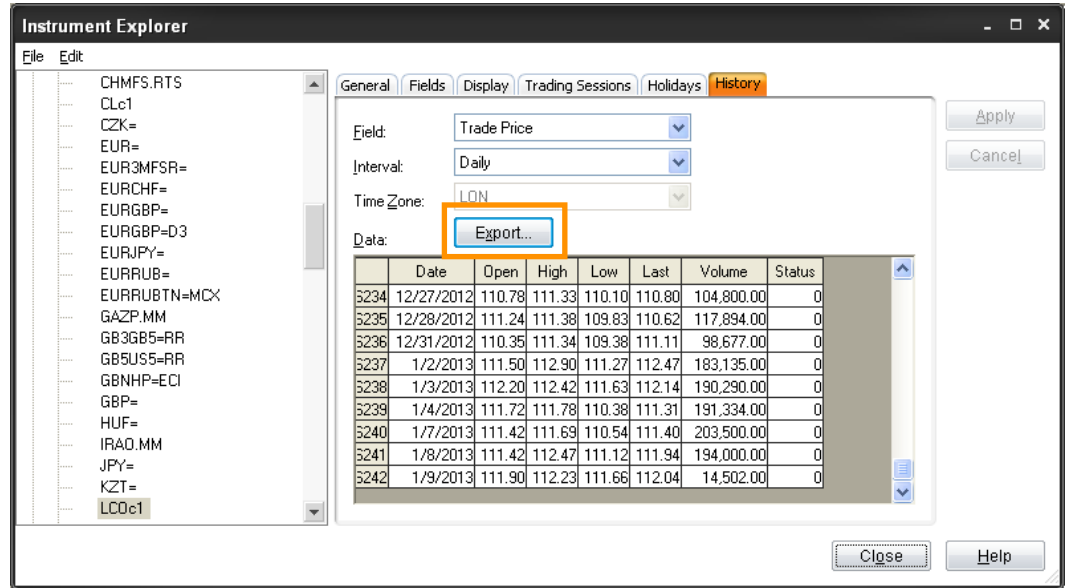 Instrument Explorer
File Edit
CHMFS.RTS
CLc1
CZK=
EUR=
EUR3MFSR=
EURCHF=
EURGBP=
EURGBP=D3
EURJPY=
EURRUB=
EURRUBTN=MCX
GAZP.MM
GB3GB5=RR
GB5US5=RR
GBNHP=ECI
GBP=
HUF=
IRAO.MM
JPY=
KZT=
LCOc1
General Fields Display Trading Sessions Holidays History
Field: Trade Price
Interval: Daily
Time Zone: LON
Data: Export...
Date Open High Low Last Volume Status
6234 12/27/2012 110.78 111.33 110.10 110.80 104,800.00 0
6235 12/28/2012 111.24 111.38 109.83 110.62 117,894.00 0
6236 12/31/2012 110.35 111.34 109.38 111.11 98,677.00 0
6237 1/2/2013 111.50 112.90 111.27 112.47 183,135.00 0
6238 1/3/2013 112.20 112.42 111.63 112.14 190,290.00 0
6239 1/4/2013 111.72 111.78 110.38 111.31 191,334.00 0
6240 1/7/2013 111.42 111.69 110.54 111.40 203,500.00 0
6241 1/8/2013 111.42 112.47 111.12 111.94 194,000.00 0
6242 1/9/2013 111.90 112.23 111.66 112.04 14,502.00 0
Apply
Cancel
Close Help